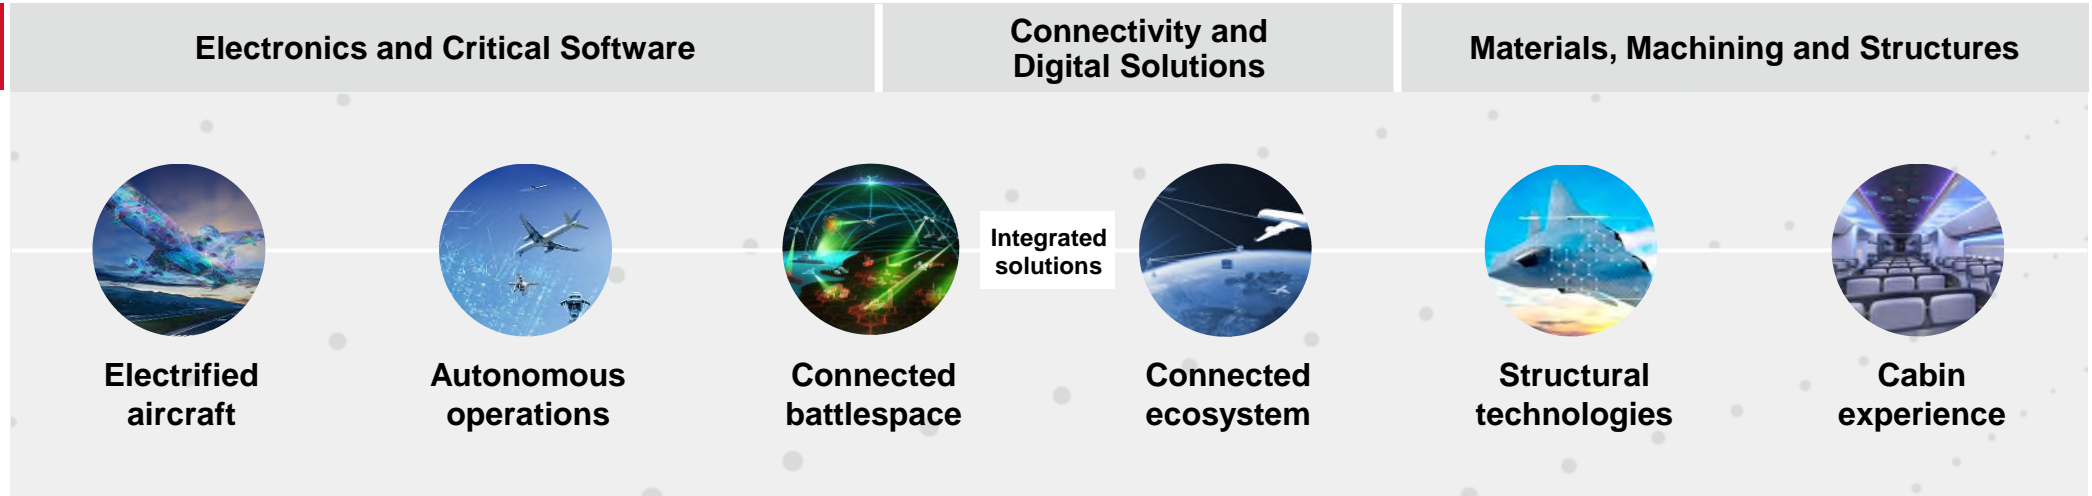 Electronics and Critical Software
Connectivity and
Digital Solutions
Materials, Machining and Structures
Integrated
solutions
Electrified
aircraft
Autonomous
operations
Connected
battlespace
Connected
ecosystem
Structural
technologies
Cabin
experience